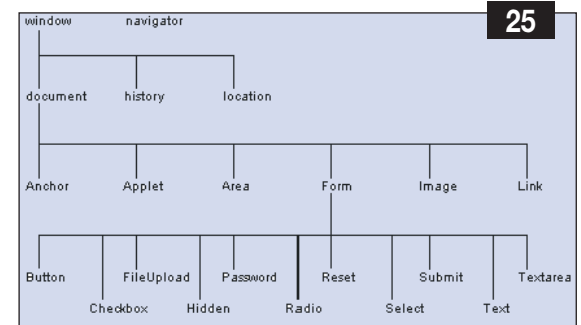 25
window navigator
document history location
Anchor Applet Area Form Image Link
Button FileUpload Password Reset Submit Textarea
Checkbox Hidden Radio Select Text